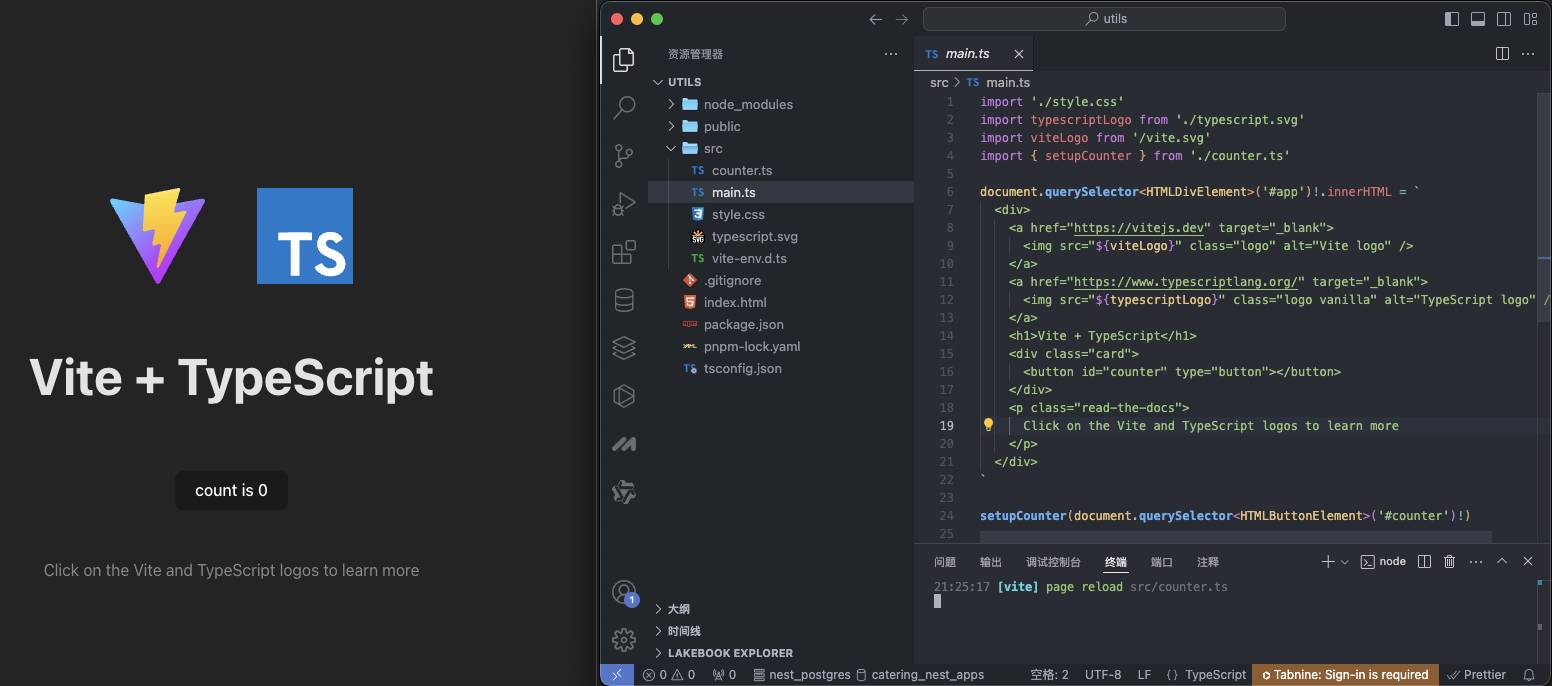 TS
Vite + TypeScript
count is 0
Click on the Vite and TypeScript logos to learn more
utils
资源管理器
UTILS
node_modules
public
src
TS counter.ts
TS main.ts
style.css
SVG typescript.svg
TS vite-env.d.ts
.gitignore
5 index.html
package.json
pnpm-lock.yaml
TS tsconfig.json
1
大纲
时间线
LAKEBOOK EXPLORER
TS main.ts
src > TS main.ts
1 import './style.css'
2 import typescriptLogo from './typescript.svg'
3 import viteLogo from '/vite.svg'
4 import { setupCounter } from './counter.ts'
5
6 document.querySelector<HTMLDivElement>('#app')!.innerHTML = `
7 <div>
8 <a href="https://vitejs.dev" target="_blank">
9 <img src="${viteLogo}" class="logo" alt="Vite logo" />
10 </a>
11 <a href="https://www.typescriptlang.org/" target="_blank">
12 <img src="${typescriptLogo}" class="logo vanilla" alt="TypeScript logo" /
13 </a>
14 <h1>Vite + TypeScript</h1>
15 <div class="card">
16 <button id="counter" type="button"></button>
17 </div>
18 <p class="read-the-docs">
19 Click on the Vite and TypeScript logos to learn more
20 </p>
21 </div>
22 `
23
24 setupCounter(document.querySelector<HTMLButtonElement>('#counter')!)
25
问题 输出 调试控制台 终端 端口 注释 node
21:25:17 [vite] page reload src/counter.ts
0 0 0 nest_postgres catering_nest_apps 空格: 2 UTF-8 LF {} TypeScript Tabnine: Sign-in is required Prettier